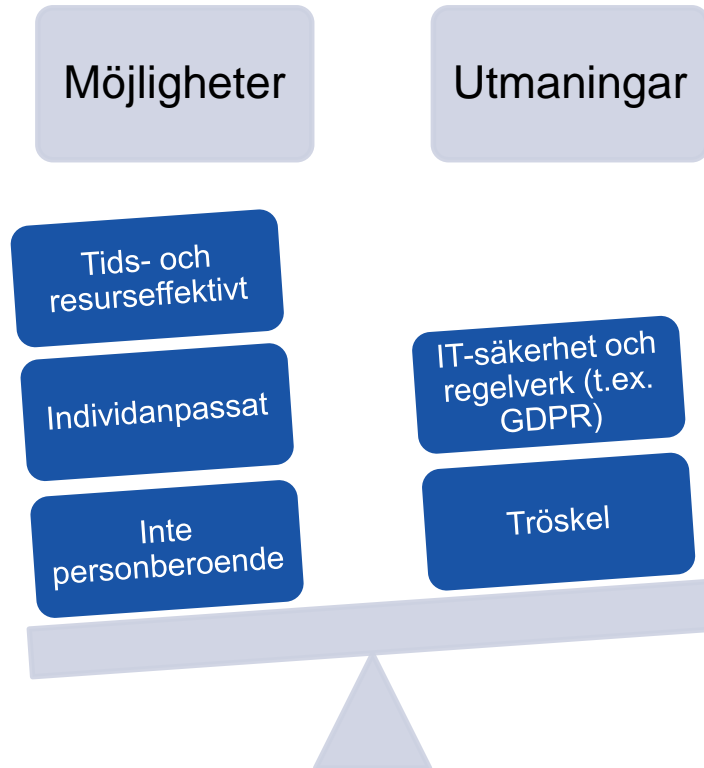 Möjligheter
Utmaningar
Tids- och
resurseffektivt
Individanpassat
Inte
personberoende
IT-säkerhet och
regelverk (t.ex.
GDPR)
Tröskel